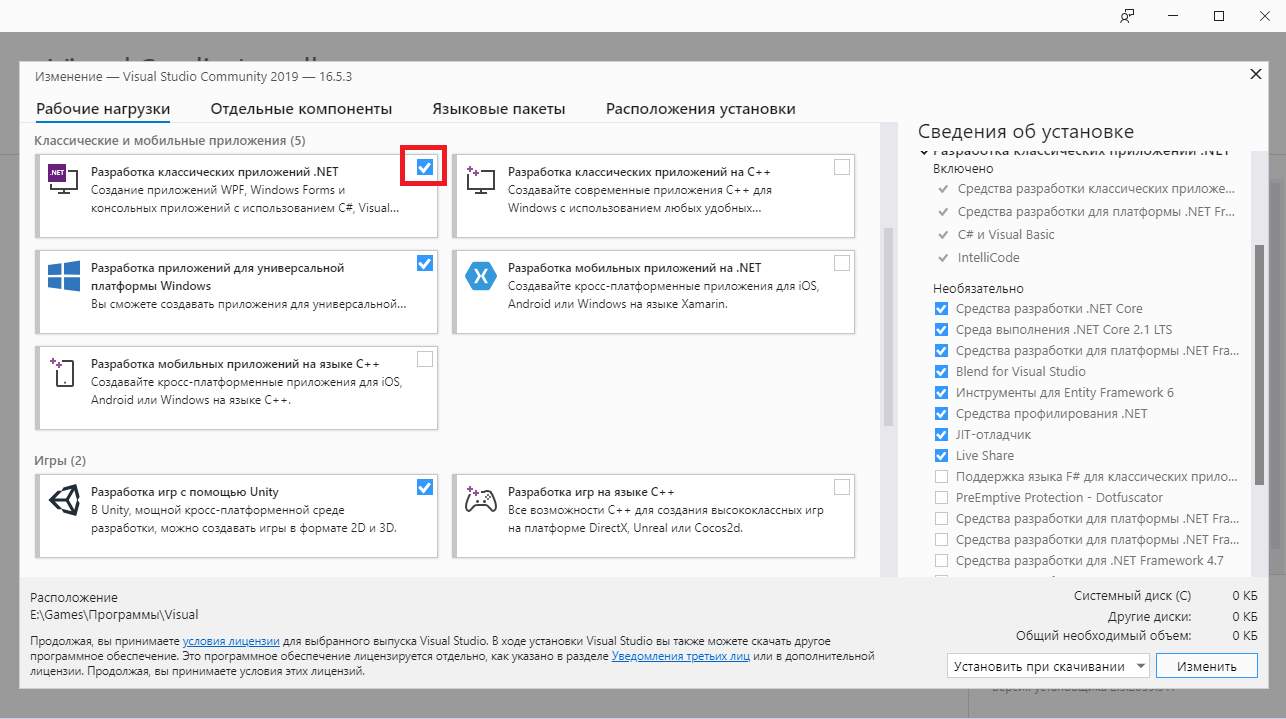 Изменение — Visual Studio Community 2019 — 16.5.3
Рабочие нагрузки
Отдельные компоненты
Языковые пакеты
Расположения установки
Классические и мобильные приложения (5)
.NET
Разработка классических приложений .NET
Создание приложений WPF, Windows Forms и
консольных приложений с использованием C#, Visual...
Разработка классических приложений на C++
Создавайте современные приложения C++ для
Windows с использованием любых удобных...
Разработка приложений для универсальной
платформы Windows
Вы сможете создавать приложения для универсальной...
Разработка мобильных приложений на .NET
Создавайте кросс-платформенные приложения для iOS,
Android или Windows на языке Xamarin.
Разработка мобильных приложений на языке C++
Создавайте кросс-платформенные приложения для iOS,
Android или Windows на языке C++.
Игры (2)
Разработка игр с помощью Unity
В Unity, мощной кросс-платформенной среде
разработки, можно создавать игры в формате 2D и 3D.
Разработка игр на языке C++
Все возможности C++ для создания высококлассных игр
на платформе DirectX, Unreal или Cocos2d.
Сведения об установке
Разработка классических приложений .NET
Включено
Средства разработки классических приложе...
Средства разработки для платформы .NET Fr...
C# и Visual Basic
IntelliCode
Необязательно
Средства разработки .NET Core
Среда выполнения .NET Core 2.1 LTS
Средства разработки для платформы .NET Fra...
Blend for Visual Studio
Инструменты для Entity Framework 6
Средства профилирования .NET
JIT-отладчик
Live Share
Поддержка языка F# для классических прило...
PreEmptive Protection - Dotfuscator
Средства разработки для платформы .NET Fra...
Средства разработки для платформы .NET Fra...
Средства разработки для .NET Framework 4.7
Расположение
E:\Games\Программы\Visual
Продолжая, вы принимаете условия лицензии для выбранного выпуска Visual Studio. В ходе установки Visual Studio вы также можете скачать другое
программное обеспечение. Это программное обеспечение лицензируется отдельно, как указано в разделе Уведомления третьих лиц или в дополнительной
лицензии. Продолжая, вы принимаете условия этих лицензий.
Системный диск (C) 0 КБ
Другие диски: 0 КБ
Общий необходимый объем: 0 КБ
Установить при скачивании
Изменить